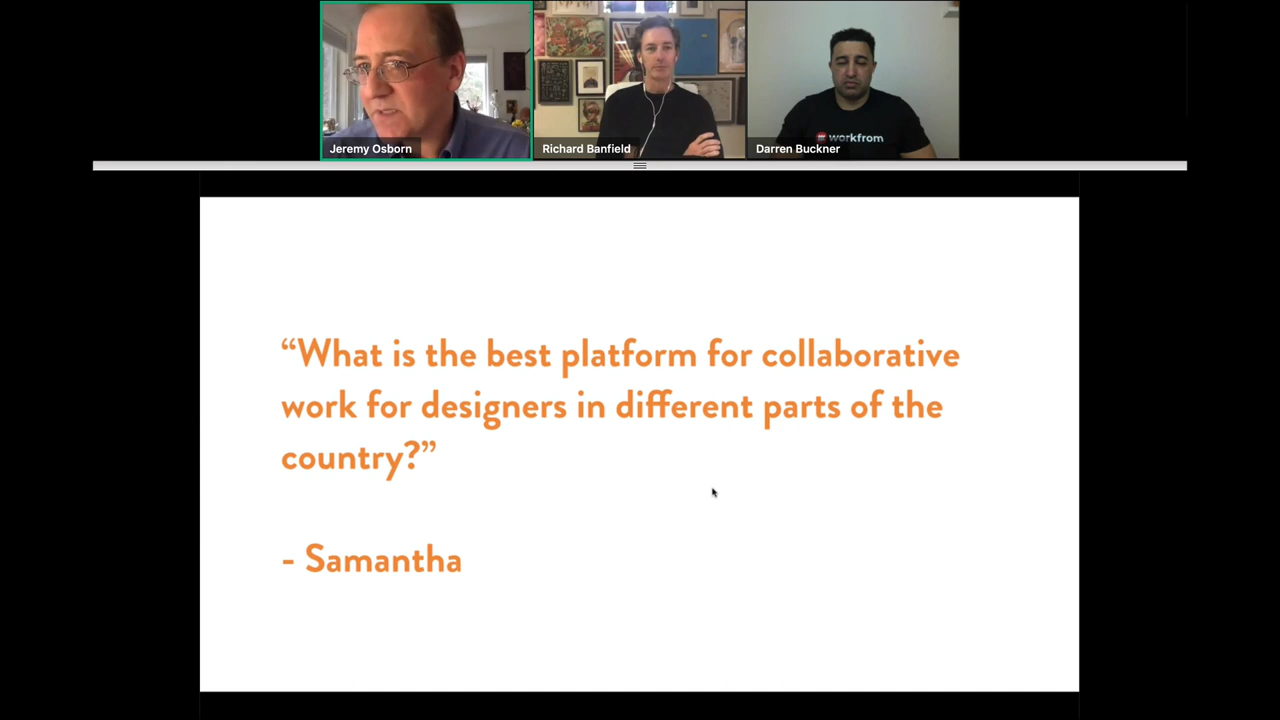 Jeremy Osborn
Richard Banfield
workfrom
Darren Buckner
“What is the best platform for collaborative
work for designers in different parts of the
country?”
- Samantha